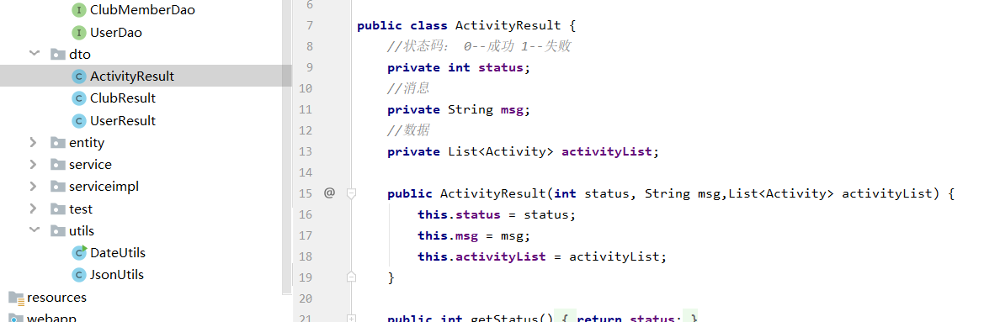 ClubMemberDao
UserDao
dto
ActivityResult
ClubResult
UserResult
entity
service
serviceimpl
test
utils
DateUtils
JsonUtils
resources
webapp
6
7 public class ActivityResult {
8 //状态码： 0--成功 1--失败
9 private int status;
10 //消息
11 private String msg;
12 //数据
13 private List<Activity> activityList;
14
15 @ public ActivityResult(int status, String msg,List<Activity> activityList) {
16 this.status = status;
17 this.msg = msg;
18 this.activityList = activityList;
19 }
20
21 public int getStatus() { return status; }